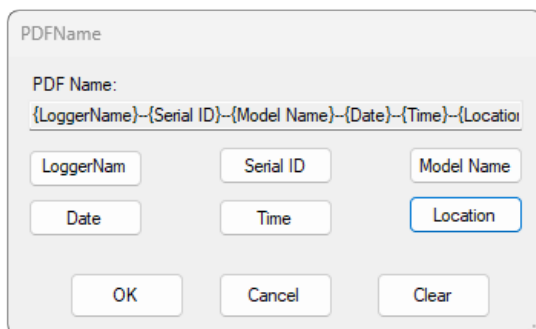 PDFName
PDF Name:
{LoggerName}--{Serial ID}--{Model Name}--{Date}--{Time}--{Location
LoggerNam Serial ID Model Name
Date Time Location
OK Cancel Clear